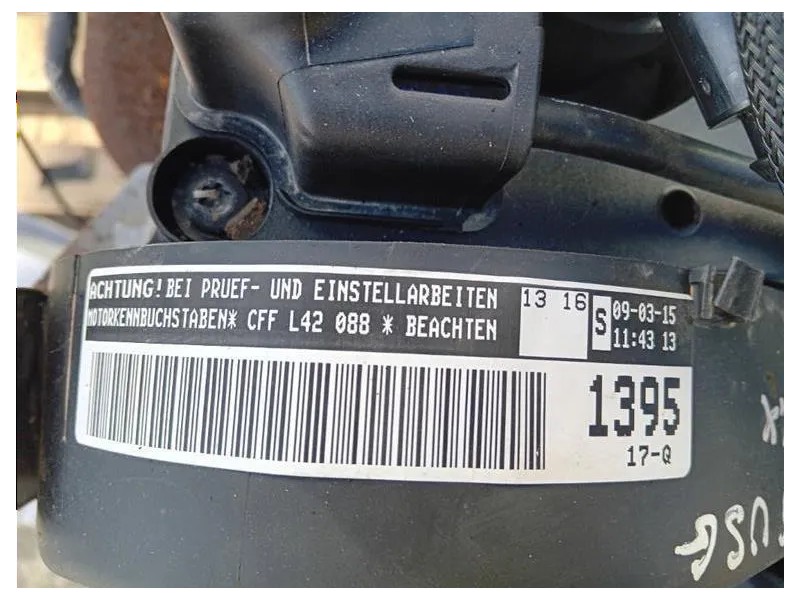 ACHTUNG! BEI PRUEF- UND EINSTELLARBEITEN
MOTORKENNBUCHSTABEN* CFF L42 088 * BEACHTEN
13 16
S
09-03-15
11:43 13
1395
17-Q